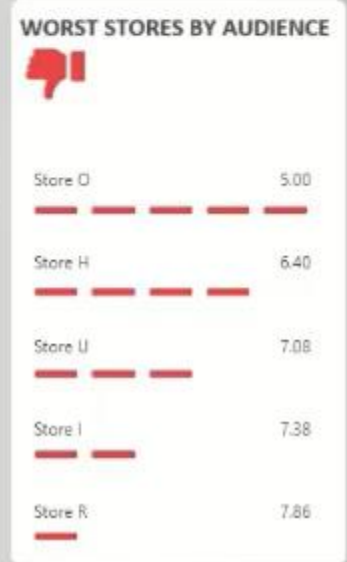 WORST STORES BY AUDIENCE
Store O 5.00
Store H 6.40
Store U 7.08
Store I 7.38
Store R 7.86